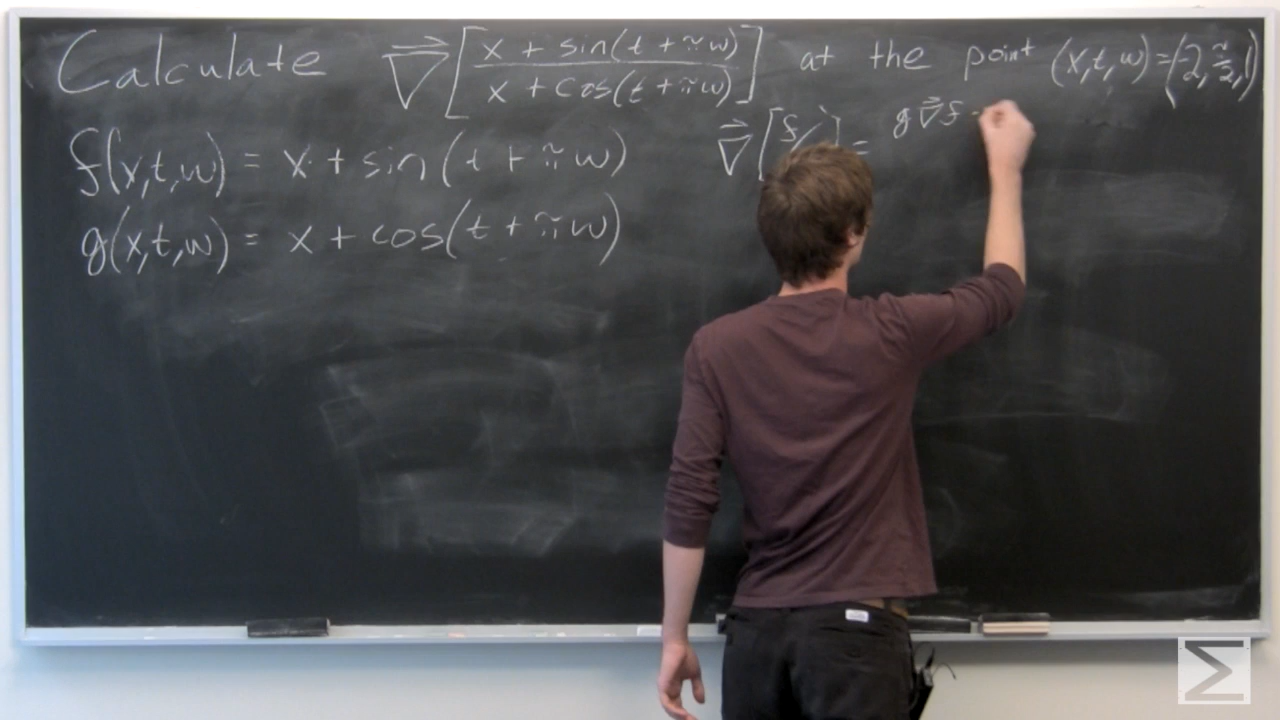 Calculate ∇⃗ [ x + sin(t + πw) / x + cos(t + πw) ] at the point (x,t,w) = (-2, π/2, 1)
f(x,t,w) = x + sin(t + πw)
∇⃗ [ f/ ] = g∇⃗f -
g(x,t,w) = x + cos(t + πw)
Σ